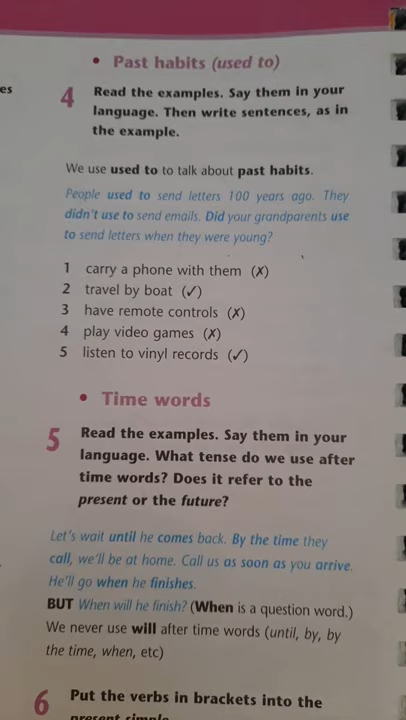 • Past habits (used to)
es
4 Read the examples. Say them in your
language. Then write sentences, as in
the example.
We use used to to talk about past habits.
People used to send letters 100 years ago. They
didn't use to send emails. Did your grandparents use
to send letters when they were young?
1 carry a phone with them (✗)
2 travel by boat (✓)
3 have remote controls (✗)
4 play video games (✗)
5 listen to vinyl records (✓)
• Time words
5 Read the examples. Say them in your
language. What tense do we use after
time words? Does it refer to the
present or the future?
Let's wait until he comes back. By the time they
call, we'll be at home. Call us as soon as you arrive.
He'll go when he finishes.
BUT When will he finish? (When is a question word.)
We never use will after time words (until, by, by
the time, when, etc)
6 Put the verbs in brackets into the
present simple